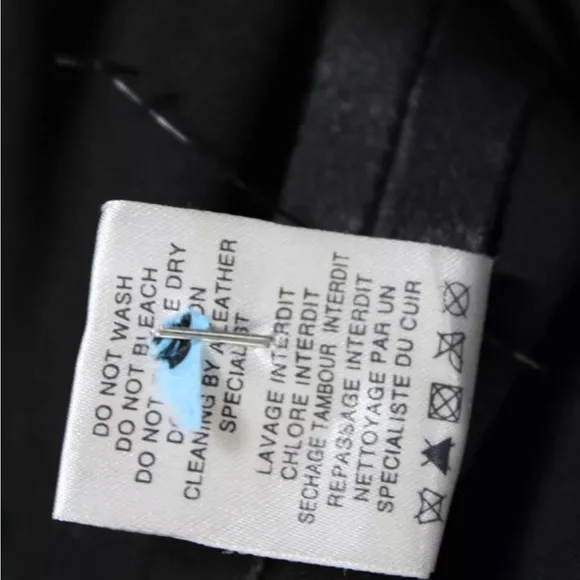 DO NOT WASH
DO NOT BLEACH
DO NOT E DRY
D ON
CLEANING BY A LEATHER
SPECIALIST
LAVAGE INTERDIT
CHLORE INTERDIT
SECHAGE TAMBOUR INTERDIT
REPASSAGE INTERDIT
NETTOYAGE PAR UN
SPECIALISTE DU CUIR